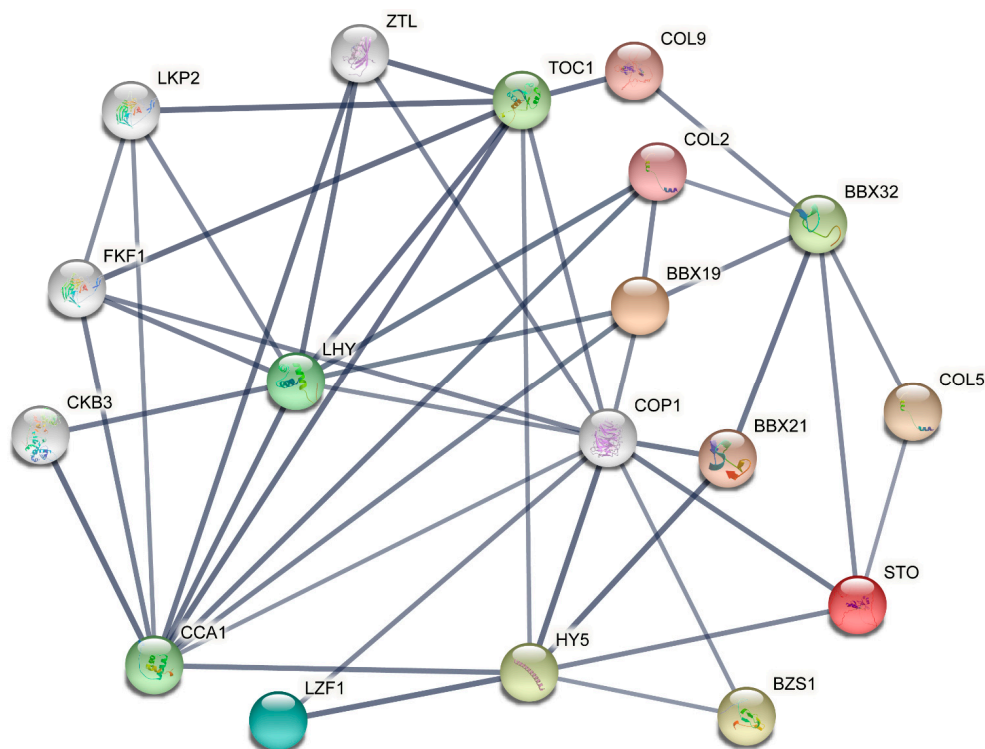 ZTL
COL9
TOC1
LKP2
COL2
BBX32
FKF1
BBX19
LHY
COL5
CKB3
COP1
BBX21
STO
CCA1
HY5
LZF1
BZS1